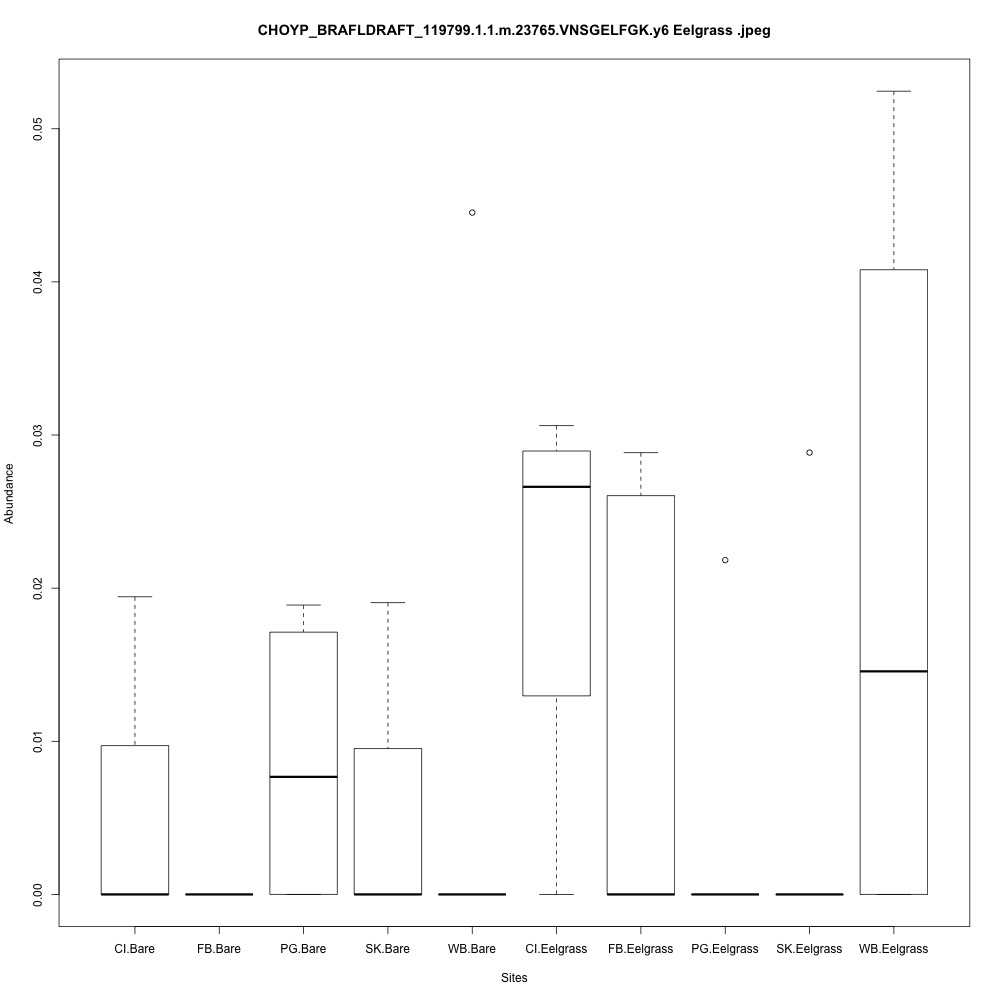 CHOYP_BRAFLDRAFT_119799.1.1.m.23765.VNSGELFGK.y6 Eelgrass .jpeg
Abundance
0.05
0.04
0.03
0.02
0.01
0.00
CI.Bare FB.Bare PG.Bare SK.Bare WB.Bare CI.Eelgrass FB.Eelgrass PG.Eelgrass SK.Eelgrass WB.Eelgrass
Sites